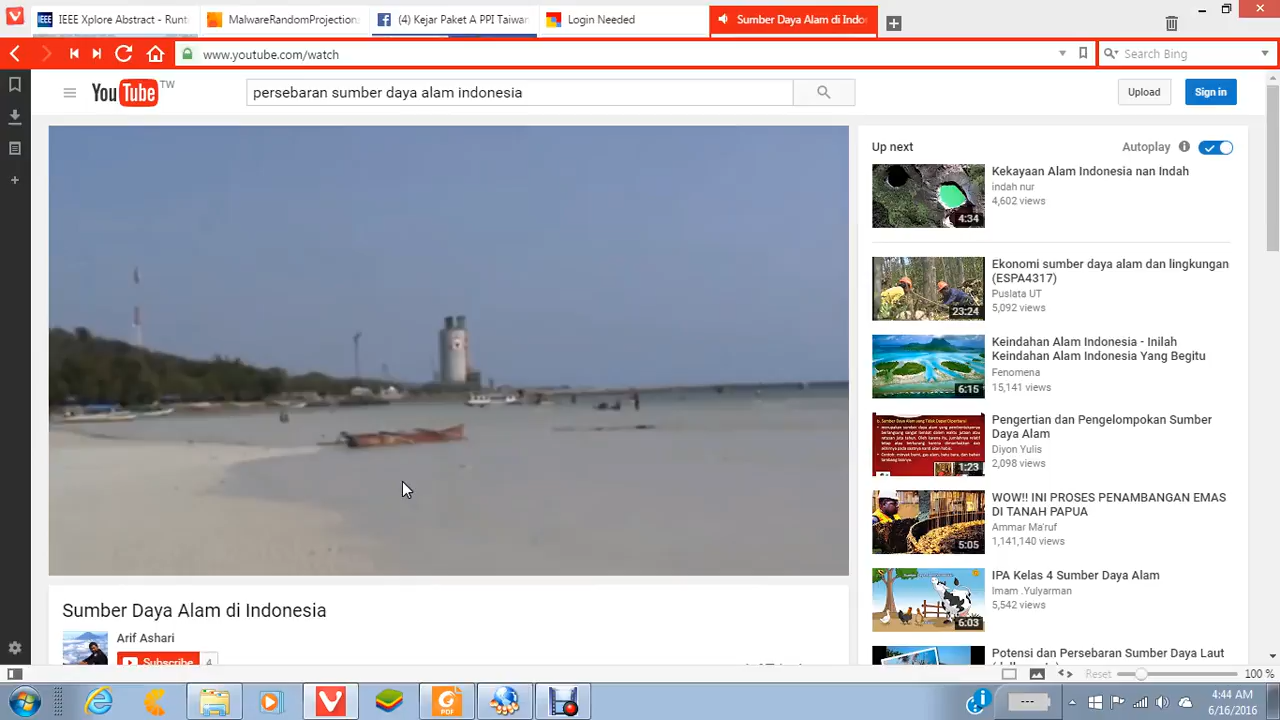 IEEE Xplore Abstract - Runt
MalwareRandomProjections
(4) Kejar Paket A PPI Taiwan
Login Needed
Sumber Daya Alam di Indo
www.youtube.com/watch
Search Bing
YouTube TW
persebaran sumber daya alam indonesia
Upload
Sign in
Up next
Autoplay
Kekayaan Alam Indonesia nan Indah
indah nur
4,602 views
4:34
Ekonomi sumber daya alam dan lingkungan
(ESPA4317)
Puslata UT
5,092 views
23:24
Keindahan Alam Indonesia - Inilah
Keindahan Alam Indonesia Yang Begitu
Fenomena
15,141 views
6:15
Pengertian dan Pengelompokan Sumber
Daya Alam
Diyon Yulis
2,098 views
1:23
WOW!! INI PROSES PENAMBANGAN EMAS
DI TANAH PAPUA
Ammar Ma'ruf
1,141,140 views
5:05
IPA Kelas 4 Sumber Daya Alam
Imam .Yulyarman
5,542 views
6:03
Potensi dan Persebaran Sumber Daya Laut
Sumber Daya Alam di Indonesia
Arif Ashari
Subscribe 4
Reset
100 %
PDF
4:44 AM
6/16/2016